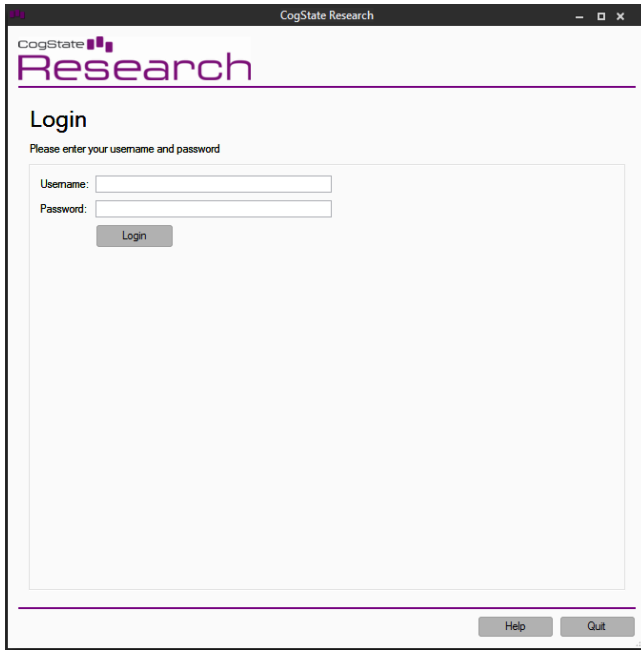 CogState Research
CogState
Research
Login
Please enter your username and password
Username:
Password:
Login
Help Quit